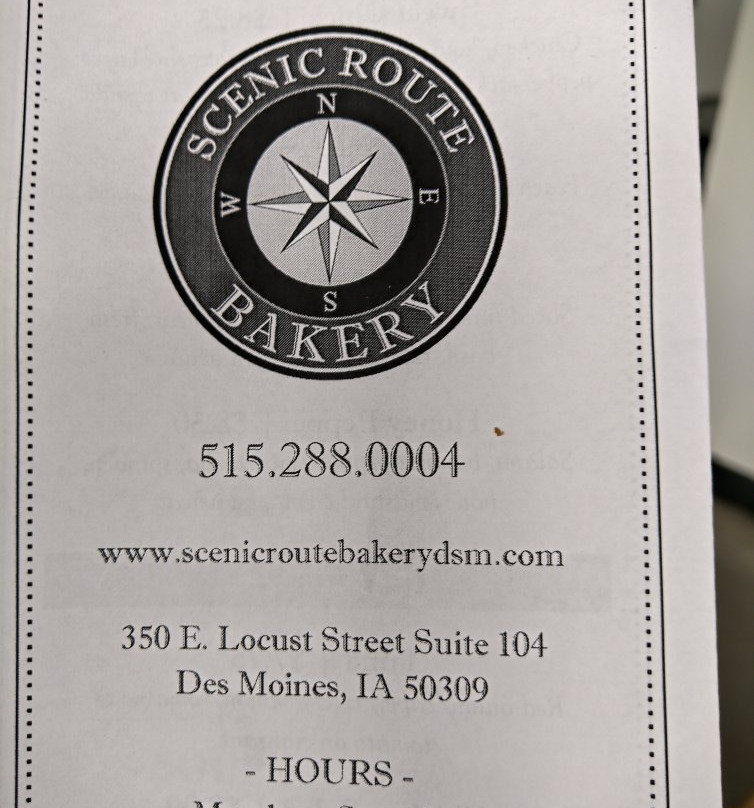 SCENIC ROUTE
N
W
E
S
BAKERY
515.288.0004
www.scenicroutebakerydsm.com
350 E. Locust Street Suite 104
Des Moines, IA 50309
- HOURS -